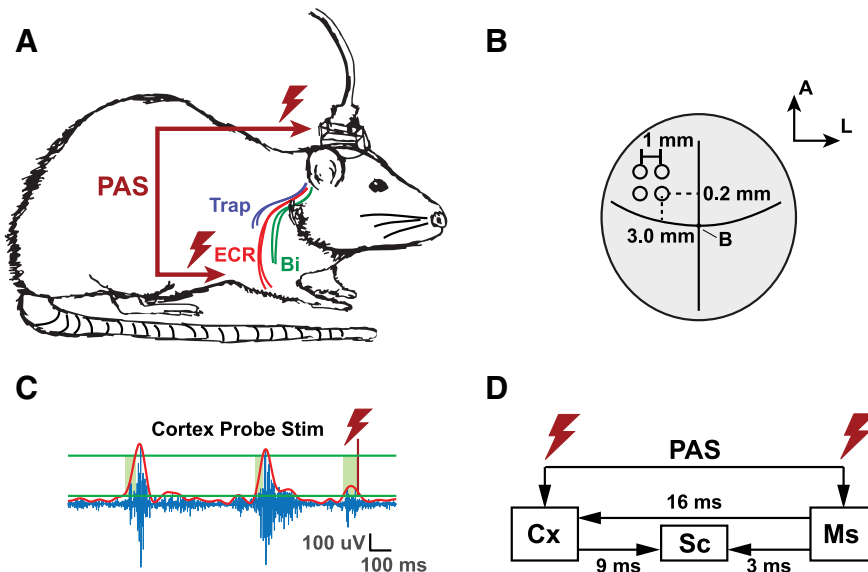 A
PAS
Trap
ECR
Bi
B
A
L
1 mm
0.2 mm
3.0 mm
B
C
Cortex Probe Stim
100 uV
100 ms
D
PAS
16 ms
Cx
Sc
Ms
9 ms
3 ms